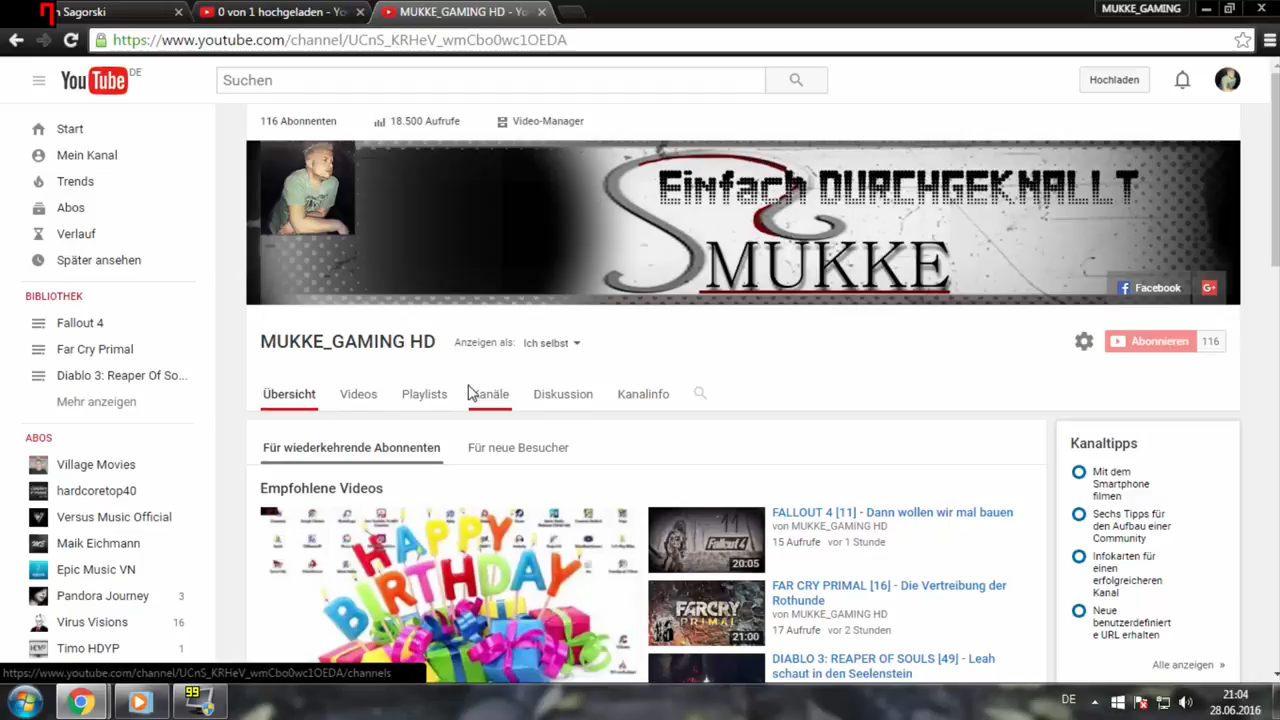 n Sagorski
0 von 1 hochgeladen - Yo
MUKKE_GAMING HD - Yo
MUKKE_GAMING
https://www.youtube.com/channel/UCnS_KRHeV_wmCbo0wc1OEDA
YouTube DE
Suchen
Hochladen
Start
Mein Kanal
Trends
Abos
Verlauf
Später ansehen
BIBLIOTHEK
Fallout 4
Far Cry Primal
Diablo 3: Reaper Of So...
Mehr anzeigen
ABOS
Village Movies
hardcoretop40
Versus Music Official
Maik Eichmann
Epic Music VN
Pandora Journey 3
Virus Visions 16
Timo HDYP 1
116 Abonnenten
18.500 Aufrufe
Video-Manager
Einfach DURCHGEKNALLT
MUKKE
Facebook
G+
MUKKE_GAMING HD
Anzeigen als: Ich selbst
Abonnieren 116
Übersicht
Videos
Playlists
Kanäle
Diskussion
Kanalinfo
Für wiederkehrende Abonnenten
Für neue Besucher
Empfohlene Videos
HAPPY
BIRTHDAY
Fallout 4
20:05
FALLOUT 4 [11] - Dann wollen wir mal bauen
von MUKKE_GAMING HD
15 Aufrufe vor 1 Stunde
FARCRY
PRIMAL
21:00
FAR CRY PRIMAL [16] - Die Vertreibung der
Rothunde
von MUKKE_GAMING HD
17 Aufrufe vor 2 Stunden
DIABLO 3: REAPER OF SOULS [49] - Leah
schaut in den Seelenstein
Kanaltipps
Mit dem
Smartphone
filmen
Sechs Tipps für
den Aufbau einer
Community
Infokarten für
einen
erfolgreicheren
Kanal
Neue
benutzerdefiniert
e URL erhalten
Alle anzeigen »
https://www.youtube.com/channel/UCnS_KRHeV_wmCbo0wc1OEDA/channels
99
DE
21:04
28.06.2016